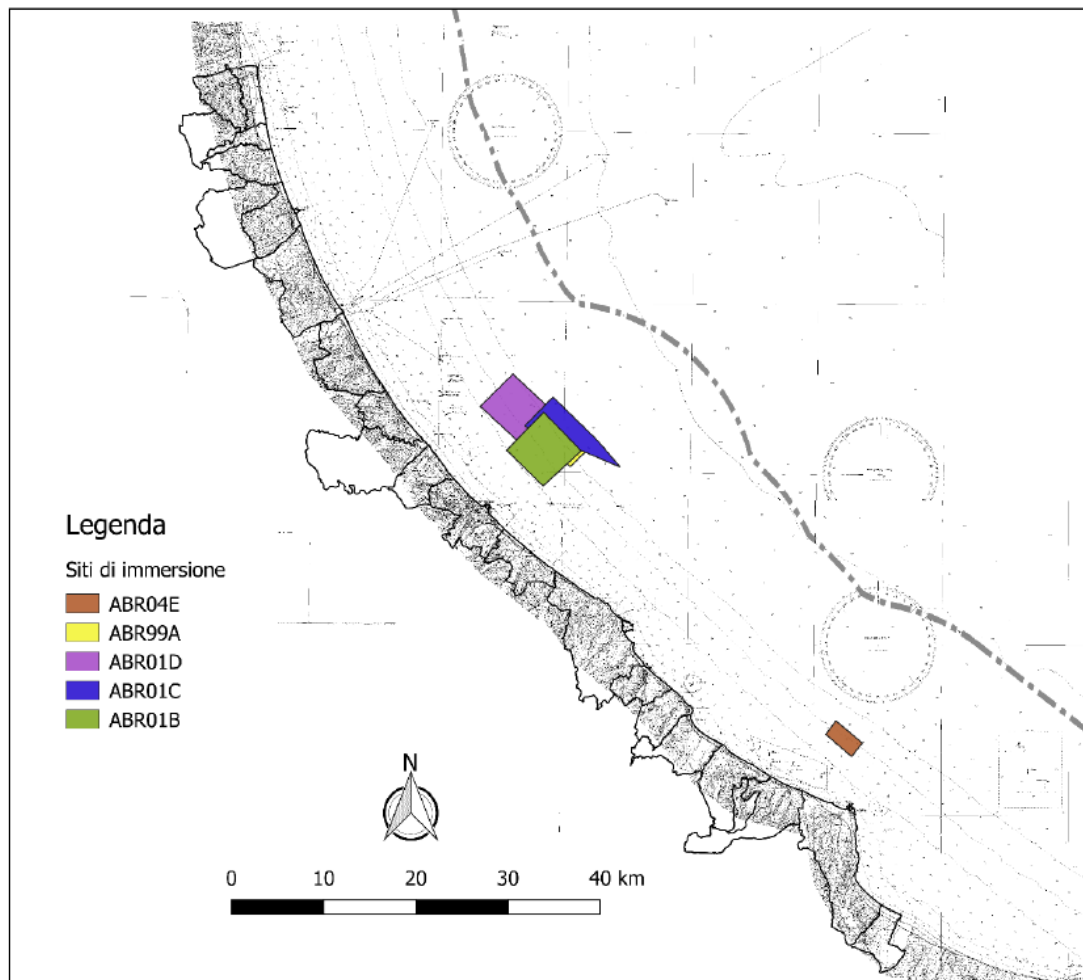 Legenda
Siti di immersione
ABR04E
ABR99A
ABR01D
ABR01C
ABR01B
N
0 10 20 30 40 km